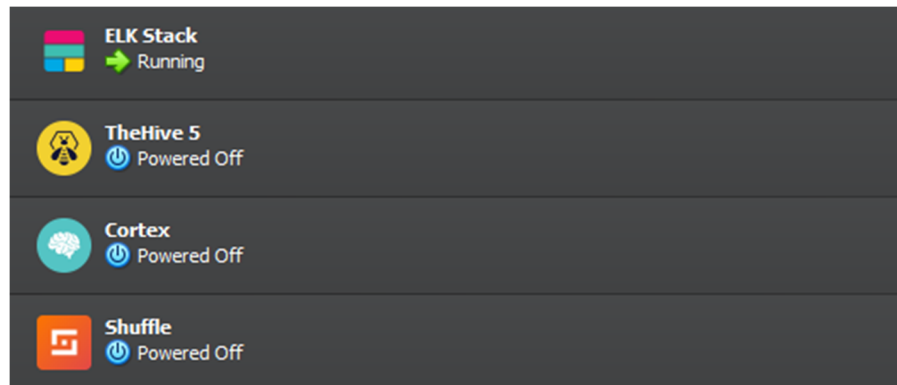 ELK Stack
Running
TheHive 5
Powered Off
Cortex
Powered Off
Shuffle
Powered Off